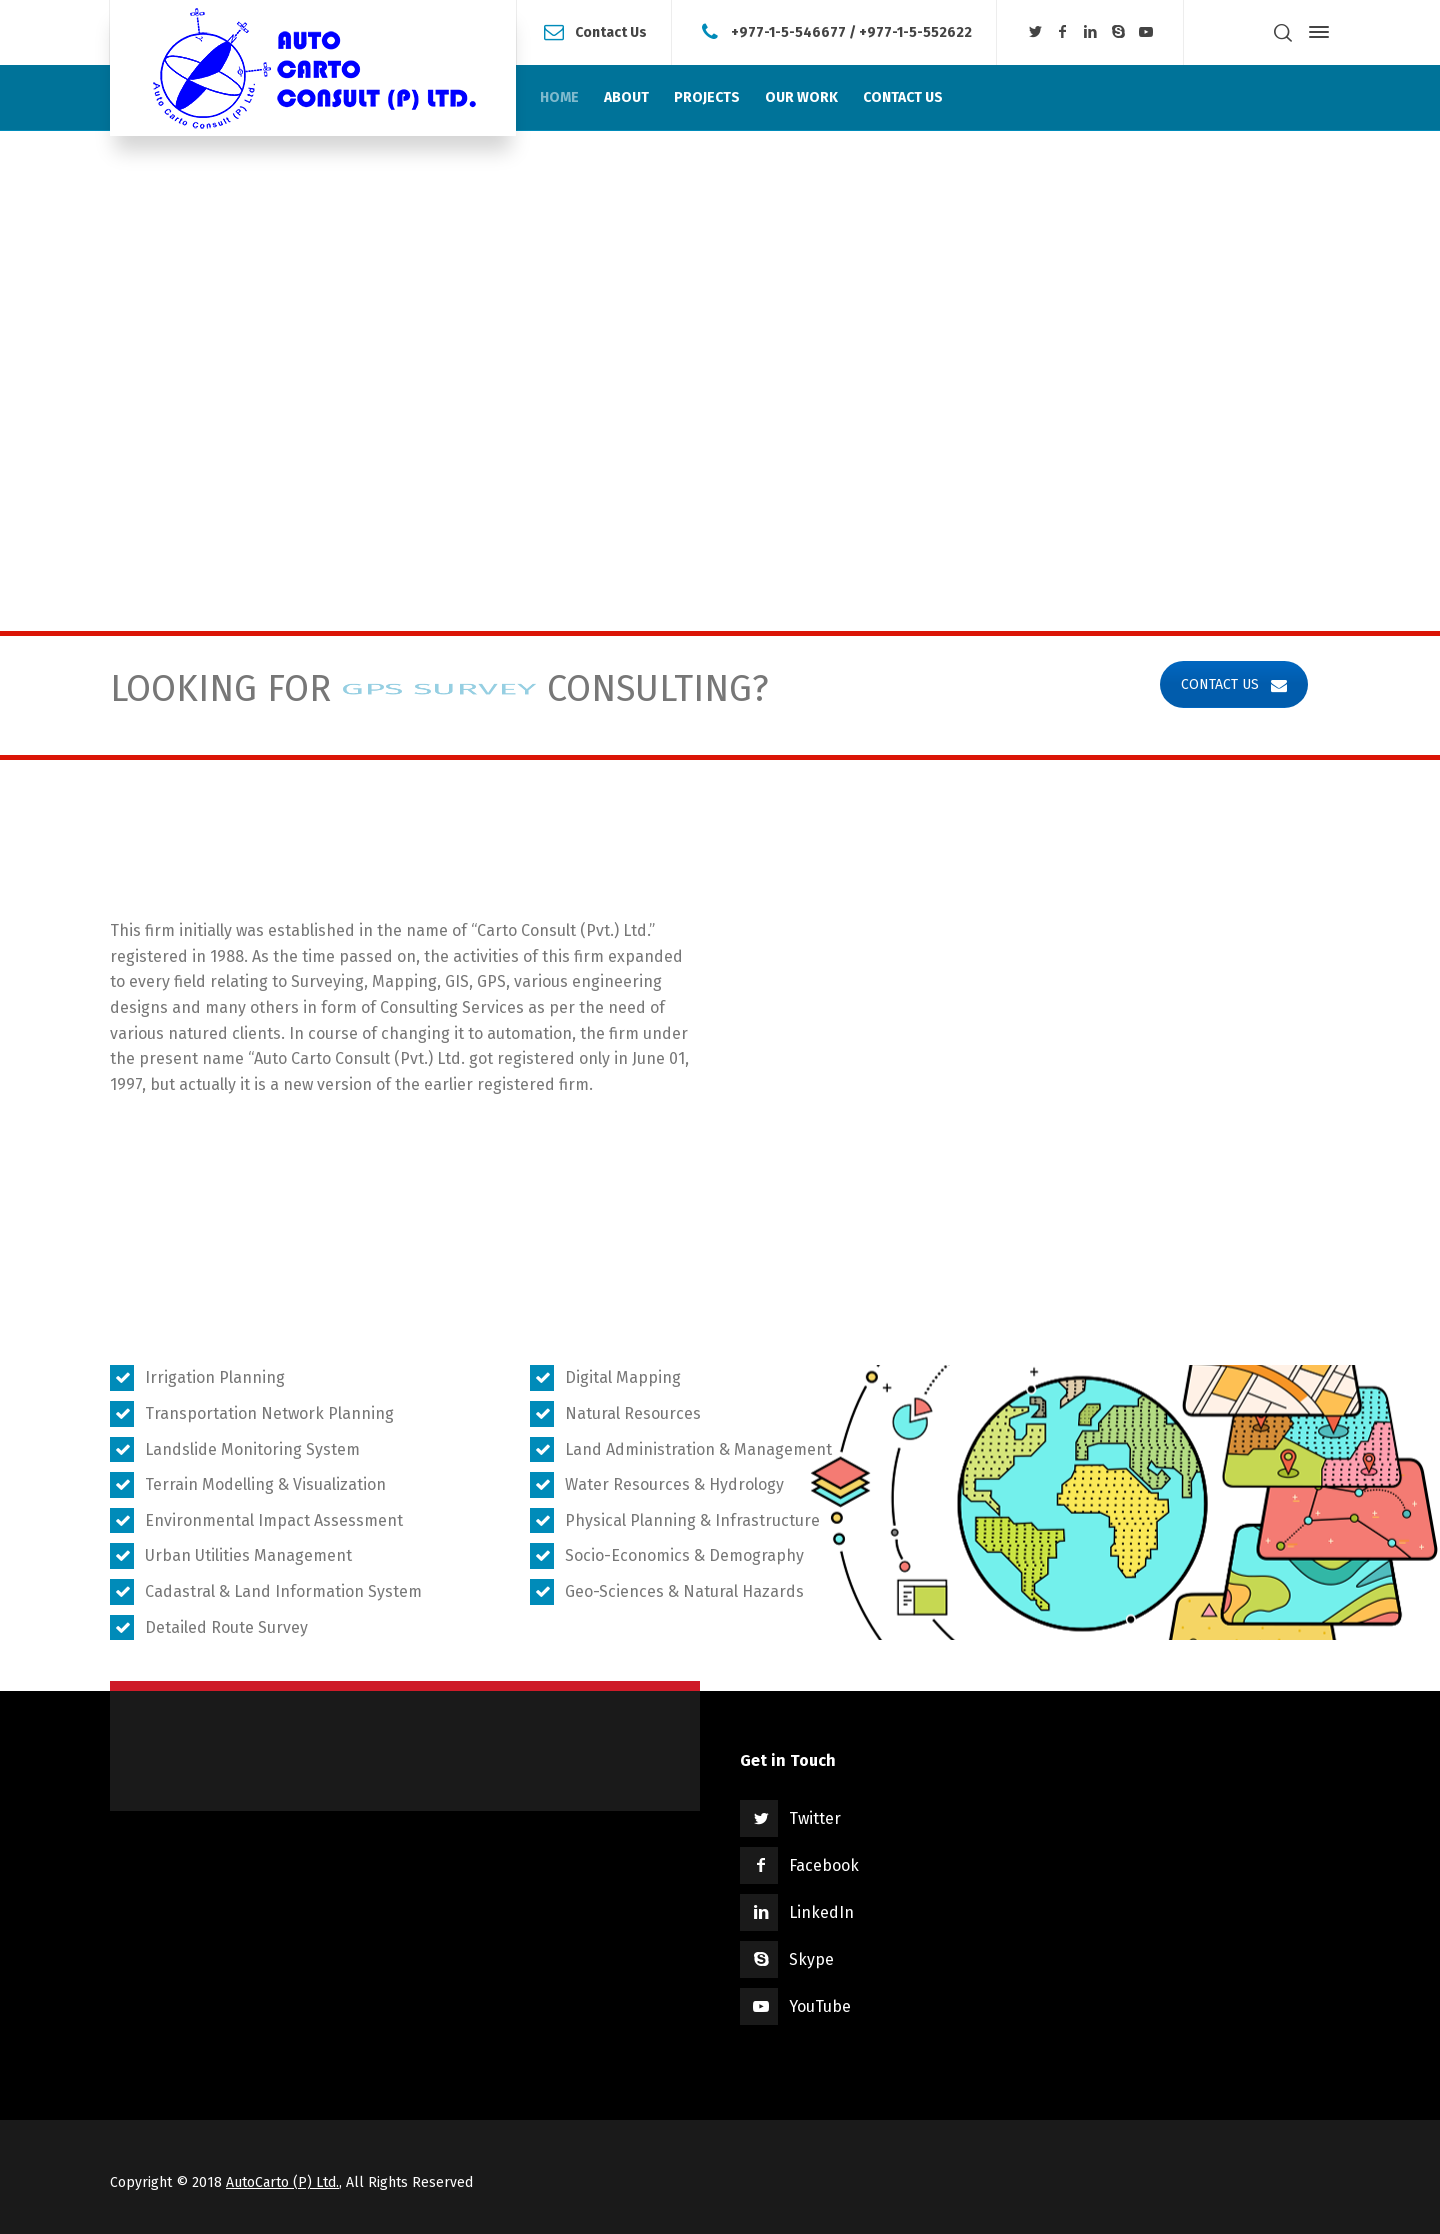 AUTO
CARTO
CONSULT (P) LTD.
Auto Carto Consult (P) Ltd.
Contact Us
+977-1-5-546677 / +977-1-5-552622
HOME
ABOUT
PROJECTS
OUR WORK
CONTACT US
LOOKING FOR GPS SURVEY CONSULTING?
CONTACT US
This firm initially was established in the name of “Carto Consult (Pvt.) Ltd.”
registered in 1988. As the time passed on, the activities of this firm expanded
to every field relating to Surveying, Mapping, GIS, GPS, various engineering
designs and many others in form of Consulting Services as per the need of
various natured clients. In course of changing it to automation, the firm under
the present name “Auto Carto Consult (Pvt.) Ltd. got registered only in June 01,
1997, but actually it is a new version of the earlier registered firm.
Irrigation Planning
Transportation Network Planning
Landslide Monitoring System
Terrain Modelling & Visualization
Environmental Impact Assessment
Urban Utilities Management
Cadastral & Land Information System
Detailed Route Survey
Digital Mapping
Natural Resources
Land Administration & Management
Water Resources & Hydrology
Physical Planning & Infrastructure
Socio-Economics & Demography
Geo-Sciences & Natural Hazards
Get in Touch
Twitter
Facebook
LinkedIn
Skype
YouTube
Copyright © 2018 AutoCarto (P) Ltd., All Rights Reserved